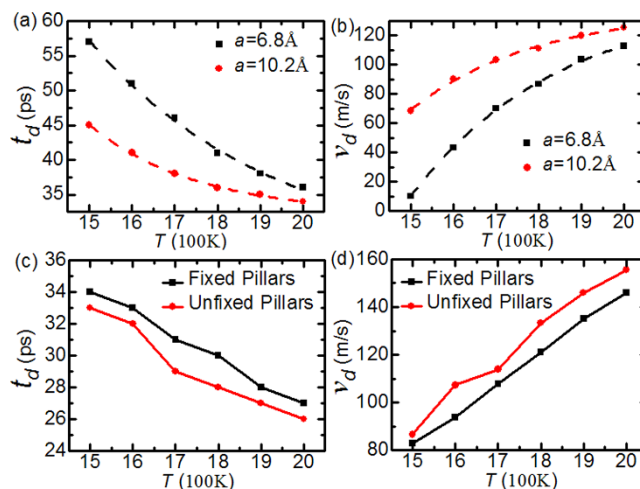 (a)
a=6.8Å
a=10.2Å
t_d (ps)
55
50
45
40
35
15 16 17 18 19 20
T (100K)
(b)
a=6.8Å
a=10.2Å
v_d (m/s)
140
120
100
80
60
40
20
0
15 16 17 18 19 20
T (100K)
(c)
Fixed Pillars
Unfixed Pillars
t_d (ps)
36
34
32
30
28
26
24
15 16 17 18 19 20
T (100K)
(d)
Fixed Pillars
Unfixed Pillars
v_d (m/s)
160
140
120
100
80
15 16 17 18 19 20
T (100K)